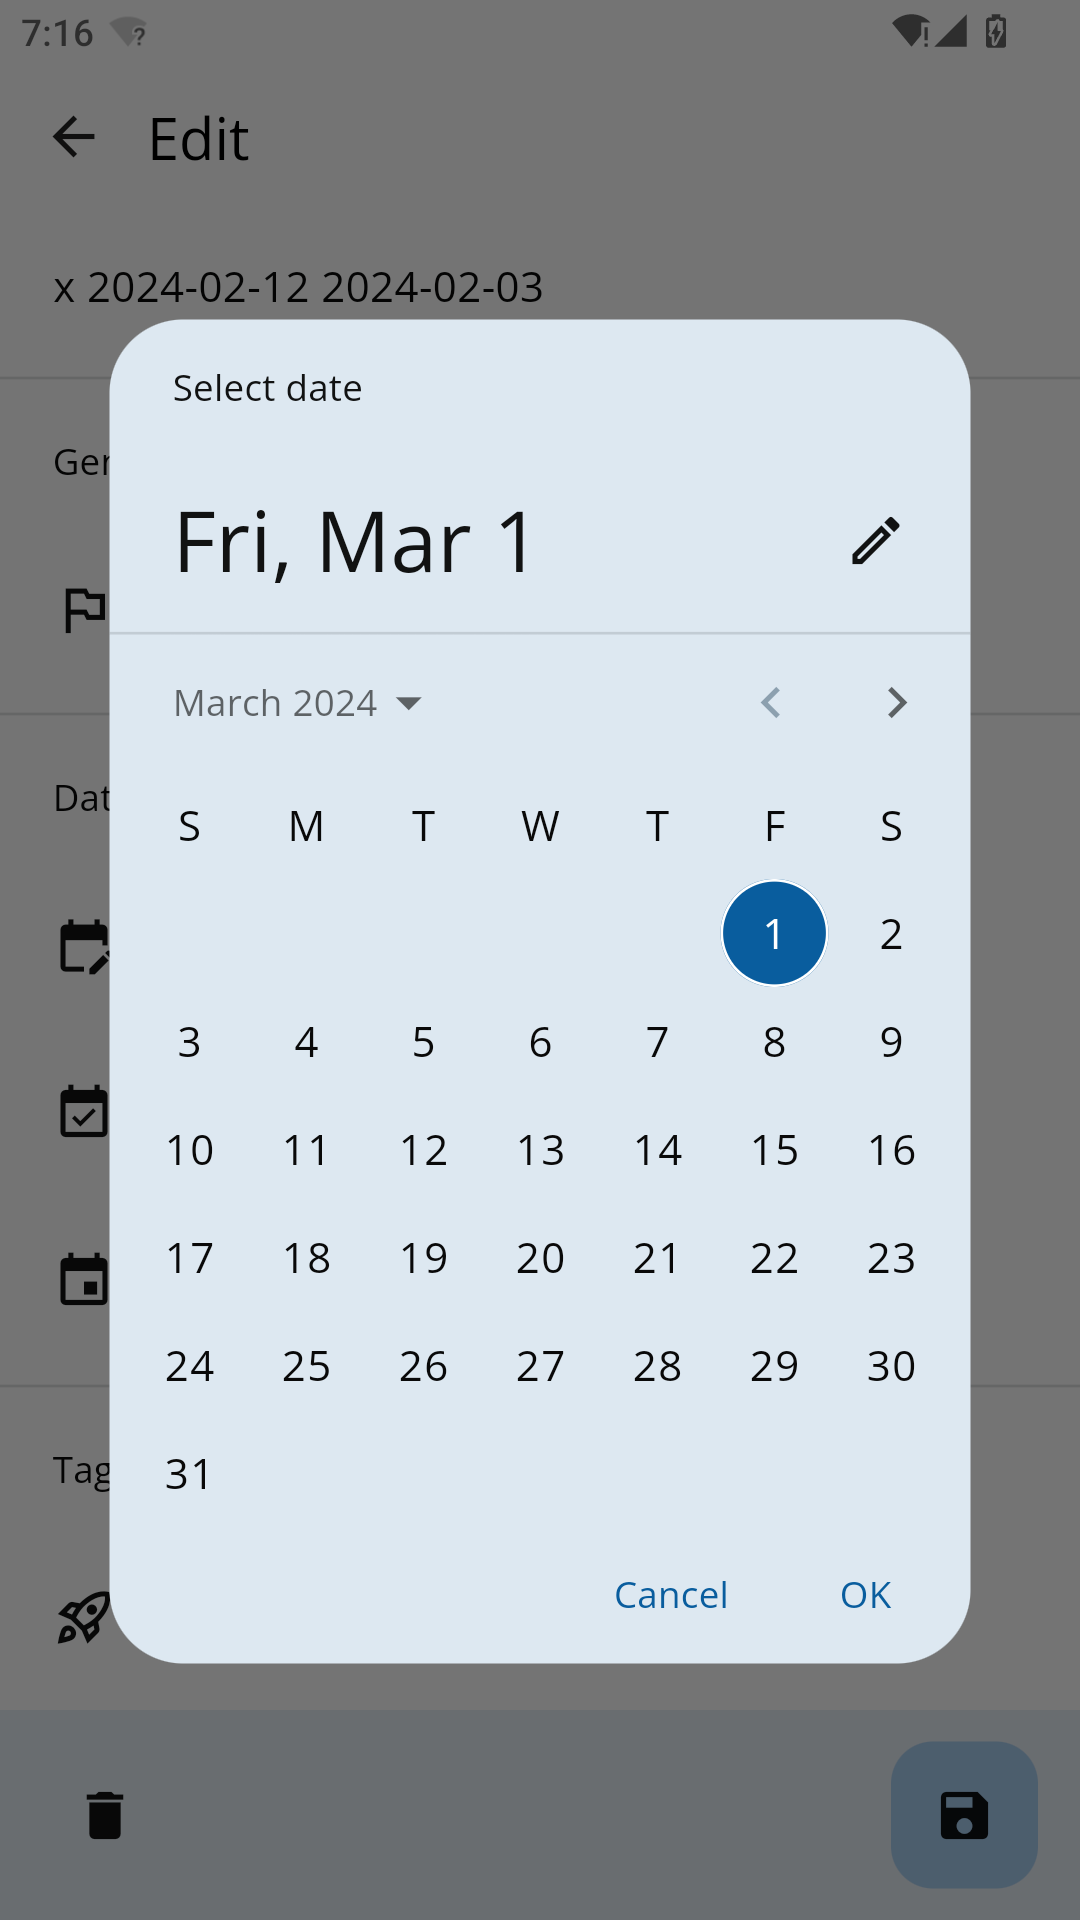 7:16
Edit
x 2024-02-12 2024-02-03
Select date
Fri, Mar 1
March 2024
S M T W T F S
1 2
3 4 5 6 7 8 9
10 11 12 13 14 15 16
17 18 19 20 21 22 23
24 25 26 27 28 29 30
31
Cancel OK